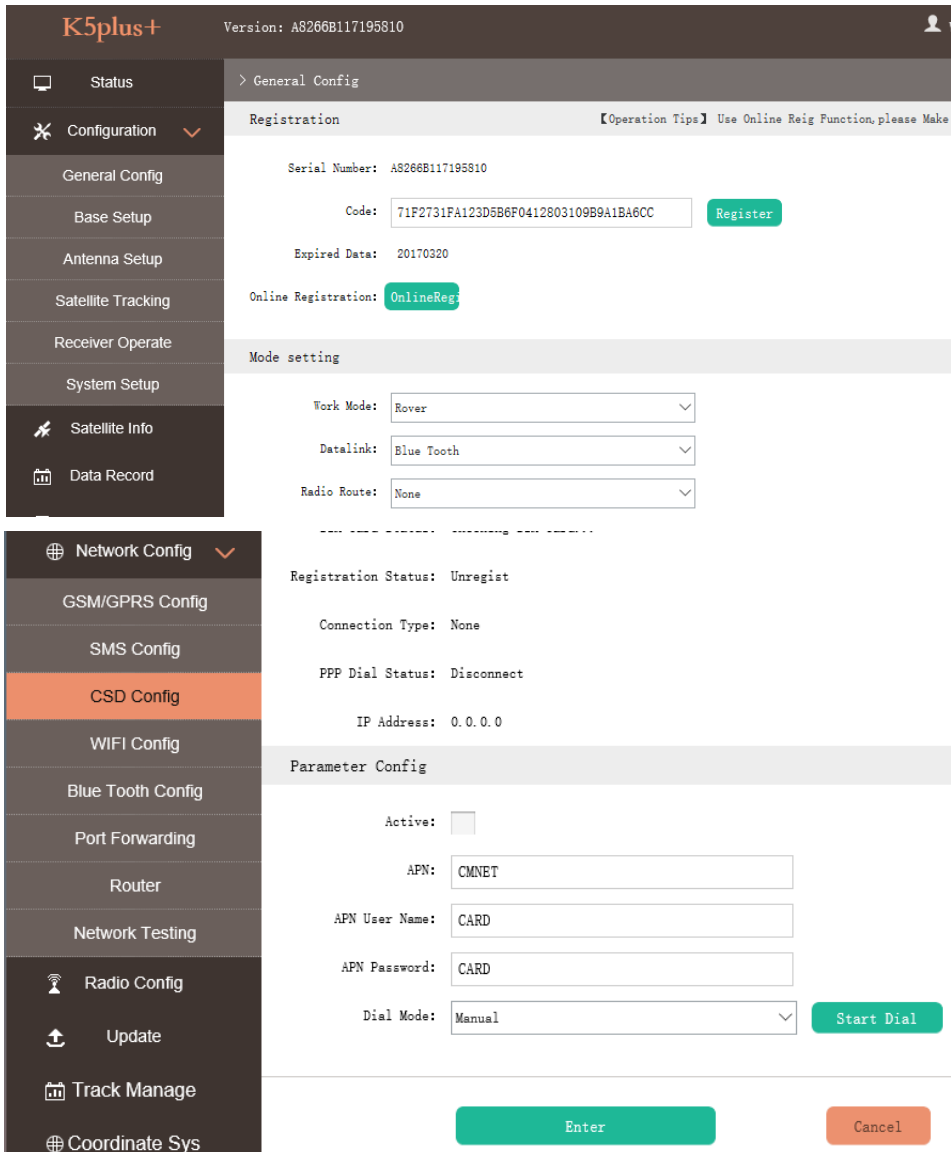 K5plus+
Version: A8266B117195810
Status
Configuration
General Config
Base Setup
Antenna Setup
Satellite Tracking
Receiver Operate
System Setup
Satellite Info
Data Record
> General Config
Registration
【Operation Tips】 Use Online Reig Function,please Make
Serial Number: A8266B117195810
Code: 71F2731FA123D5B6F0412803109B9A1BA6CC
Register
Expired Data: 20170320
Online Registration: OnlineRegi
Mode setting
Work Mode: Rover
Datalink: Blue Tooth
Radio Route: None
Network Config
GSM/GPRS Config
SMS Config
CSD Config
WIFI Config
Blue Tooth Config
Port Forwarding
Router
Network Testing
Radio Config
Update
Track Manage
Coordinate Sys
Registration Status: Unregist
Connection Type: None
PPP Dial Status: Disconnect
IP Address: 0.0.0.0
Parameter Config
Active:
APN: CMNET
APN User Name: CARD
APN Password: CARD
Dial Mode: Manual
Start Dial
Enter
Cancel